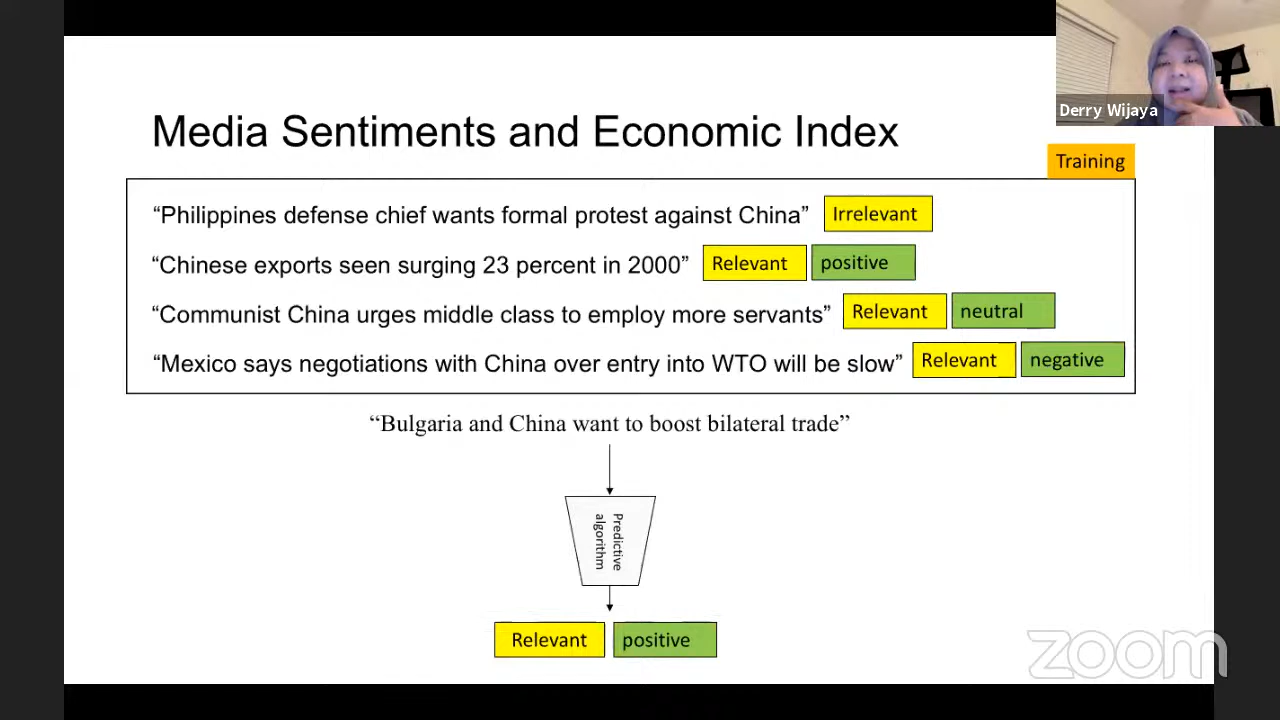 Derry Wijaya
Media Sentiments and Economic Index
Training
“Philippines defense chief wants formal protest against China” Irrelevant
“Chinese exports seen surging 23 percent in 2000” Relevant positive
“Communist China urges middle class to employ more servants” Relevant neutral
“Mexico says negotiations with China over entry into WTO will be slow” Relevant negative
“Bulgaria and China want to boost bilateral trade”
Predictive
algorithm
Relevant positive
zoom